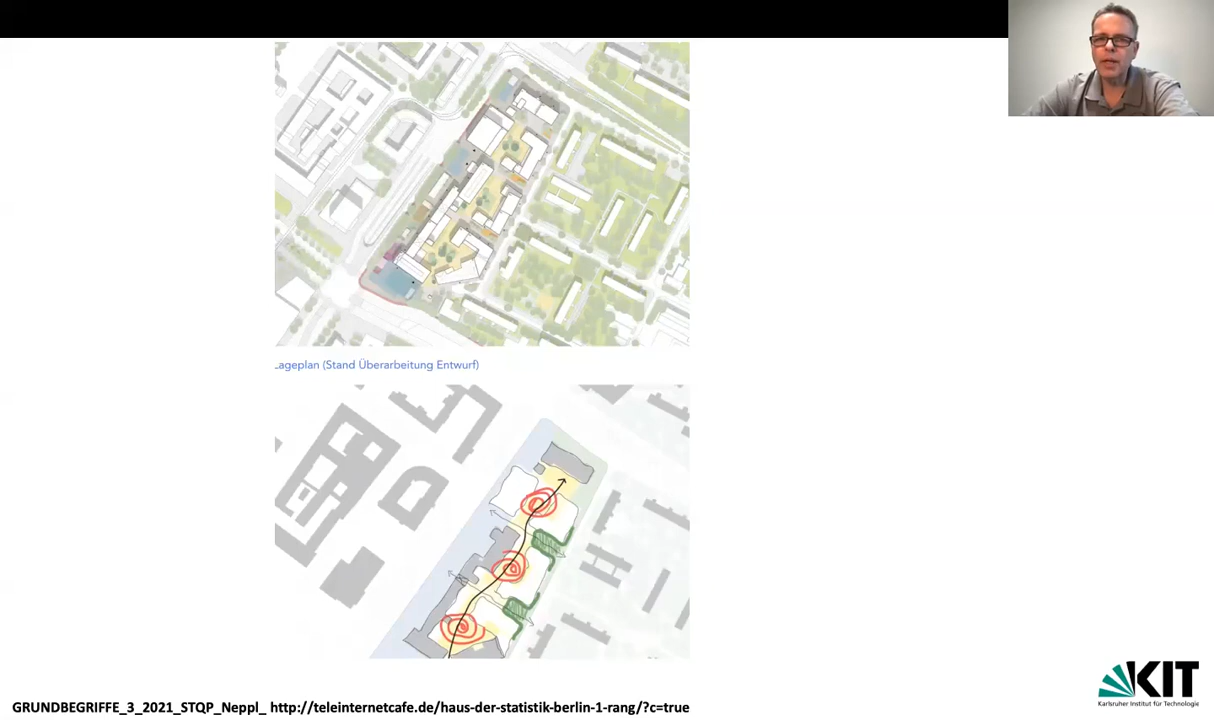 Lageplan (Stand Überarbeitung Entwurf)
KIT
Karlsruher Institut für Technologie
GRUNDBEGRIFFE_3_2021_STQP_Neppl_ http://teleinternetcafe.de/haus-der-statistik-berlin-1-rang/?c=true